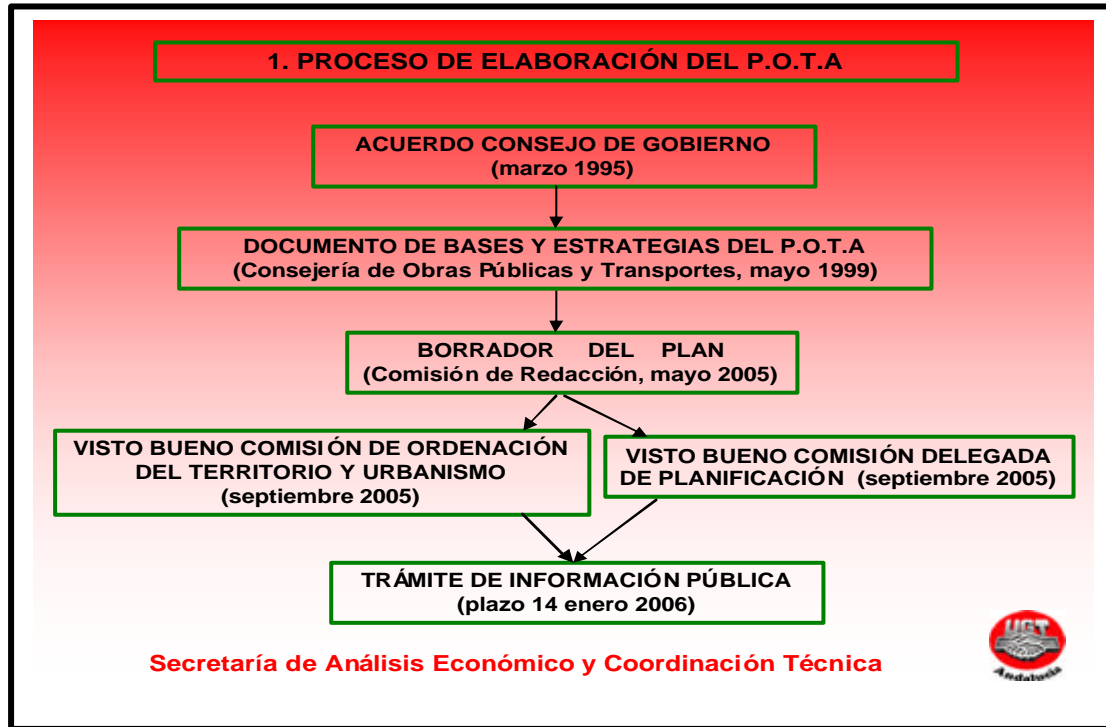 1. PROCESO DE ELABORACIÓN DEL P.O.T.A
ACUERDO CONSEJO DE GOBIERNO
(marzo 1995)
DOCUMENTO DE BASES Y ESTRATEGIAS DEL P.O.T.A
(Consejería de Obras Públicas y Transportes, mayo 1999)
BORRADOR DEL PLAN
(Comisión de Redacción, mayo 2005)
VISTO BUENO COMISIÓN DE ORDENACIÓN
DEL TERRITORIO Y URBANISMO
(septiembre 2005)
VISTO BUENO COMISIÓN DELEGADA
DE PLANIFICACIÓN (septiembre 2005)
TRÁMITE DE INFORMACIÓN PÚBLICA
(plazo 14 enero 2006)
Secretaría de Análisis Económico y Coordinación Técnica
UGT
Andalucía